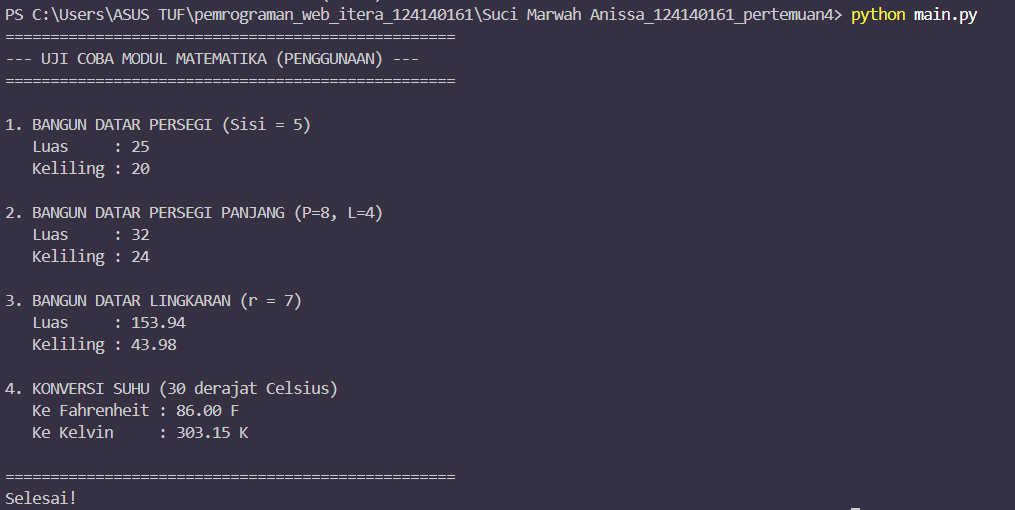 PS C:\Users\ASUS TUF\pemrograman_web_itera_124140161\Suci Marwah Anissa_124140161_pertemuan4> python main.py
==================================================
--- UJI COBA MODUL MATEMATIKA (PENGGUNAAN) ---
==================================================
1. BANGUN DATAR PERSEGI (Sisi = 5)
   Luas     : 25
   Keliling : 20
2. BANGUN DATAR PERSEGI PANJANG (P=8, L=4)
   Luas     : 32
   Keliling : 24
3. BANGUN DATAR LINGKARAN (r = 7)
   Luas     : 153.94
   Keliling : 43.98
4. KONVERSI SUHU (30 derajat Celsius)
   Ke Fahrenheit : 86.00 F
   Ke Kelvin     : 303.15 K
==================================================
Selesai!